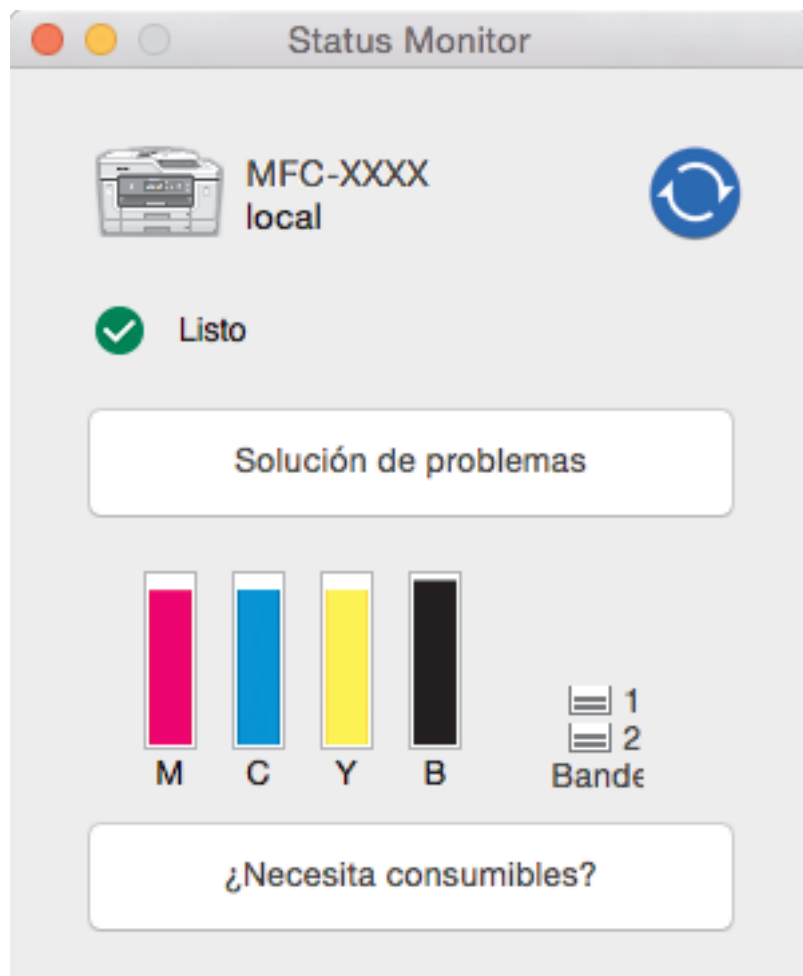 Status Monitor
MFC-XXXX
local
Listo
Solución de problemas
M C Y B
1
2
Bande
¿Necesita consumibles?